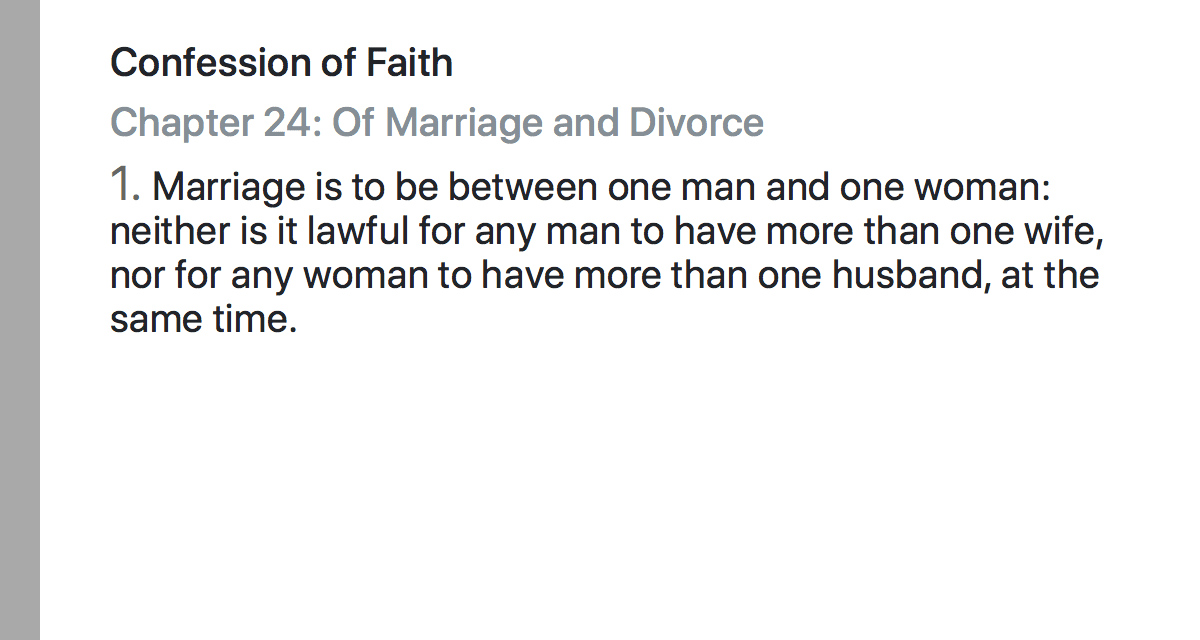 Confession of Faith
Chapter 24: Of Marriage and Divorce
1. Marriage is to be between one man and one woman:
neither is it lawful for any man to have more than one wife,
nor for any woman to have more than one husband, at the
same time.